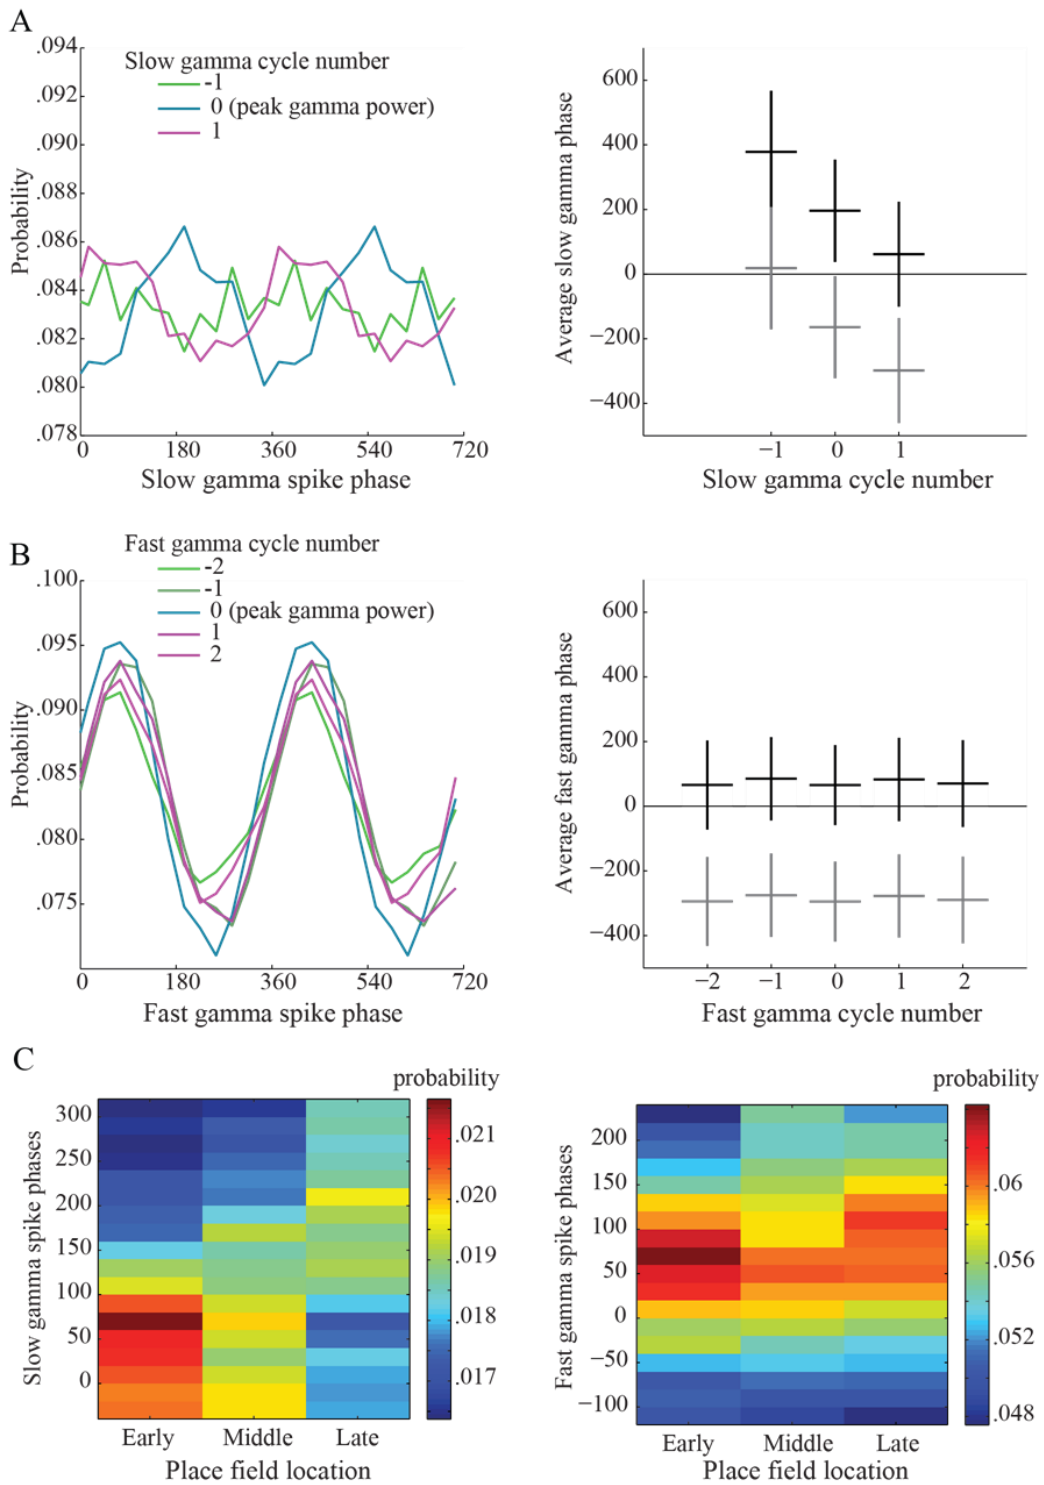 A
.094
.092
.090
.088
.086
.084
.082
.080
.078
Probability
Slow gamma cycle number
-1
0 (peak gamma power)
1
0 180 360 540 720
Slow gamma spike phase
600
400
200
0
−200
−400
Average slow gamma phase
−1 0 1
Slow gamma cycle number
B
Fast gamma cycle number
-2
-1
0 (peak gamma power)
1
2
.100
.095
.090
.085
.080
.075
Probability
0 180 360 540 720
Fast gamma spike phase
600
400
200
0
−200
−400
Average fast gamma phase
−2 −1 0 1 2
Fast gamma cycle number
C
probability
300
250
200
150
100
50
0
Slow gamma spike phases
.021
.020
.019
.018
.017
Early Middle Late
Place field location
probability
200
150
100
50
0
−50
−100
Fast gamma spike phases
.06
.056
.052
.048
Early Middle Late
Place field location